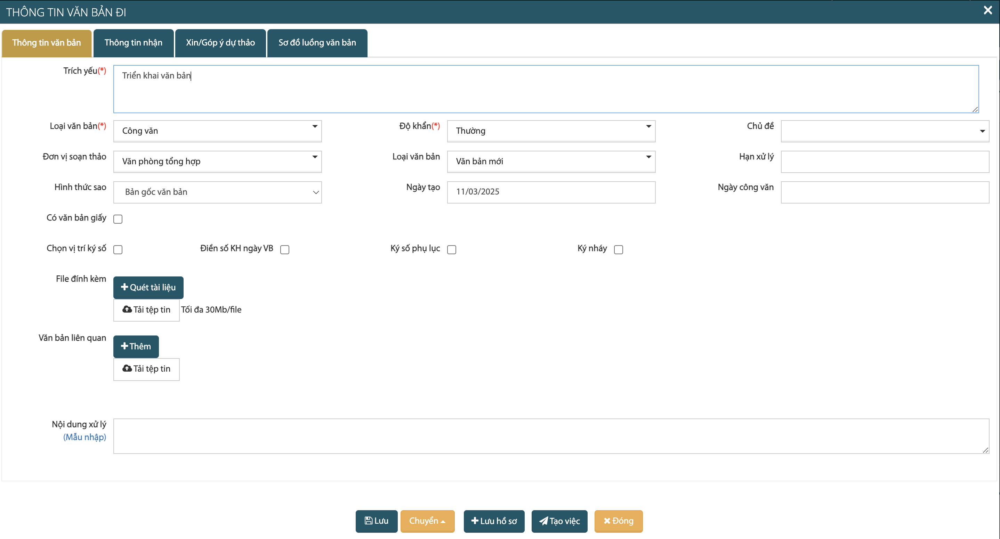 THÔNG TIN VĂN BẢN ĐI
Thông tin văn bản
Thông tin nhận
Xin/Góp ý dự thảo
Sơ đồ luồng văn bản
Trích yếu(*)
Triển khai văn bản
Loại văn bản(*)
Công văn
Độ khẩn(*)
Thường
Chủ đề
Đơn vị soạn thảo
Văn phòng tổng hợp
Loại văn bản
Văn bản mới
Hạn xử lý
Hình thức sao
Bản gốc văn bản
Ngày tạo
11/03/2025
Ngày công văn
Có văn bản giấy
Chọn vị trí ký số
Điền số KH ngày VB
Ký số phụ lục
Ký nháy
File đính kèm
Quét tài liệu
Tải tệp tin
Tối đa 30Mb/file
Văn bản liên quan
Thêm
Tải tệp tin
Nội dung xử lý
(Mẫu nhập)
Lưu
Chuyển
Lưu hồ sơ
Tạo việc
Đóng